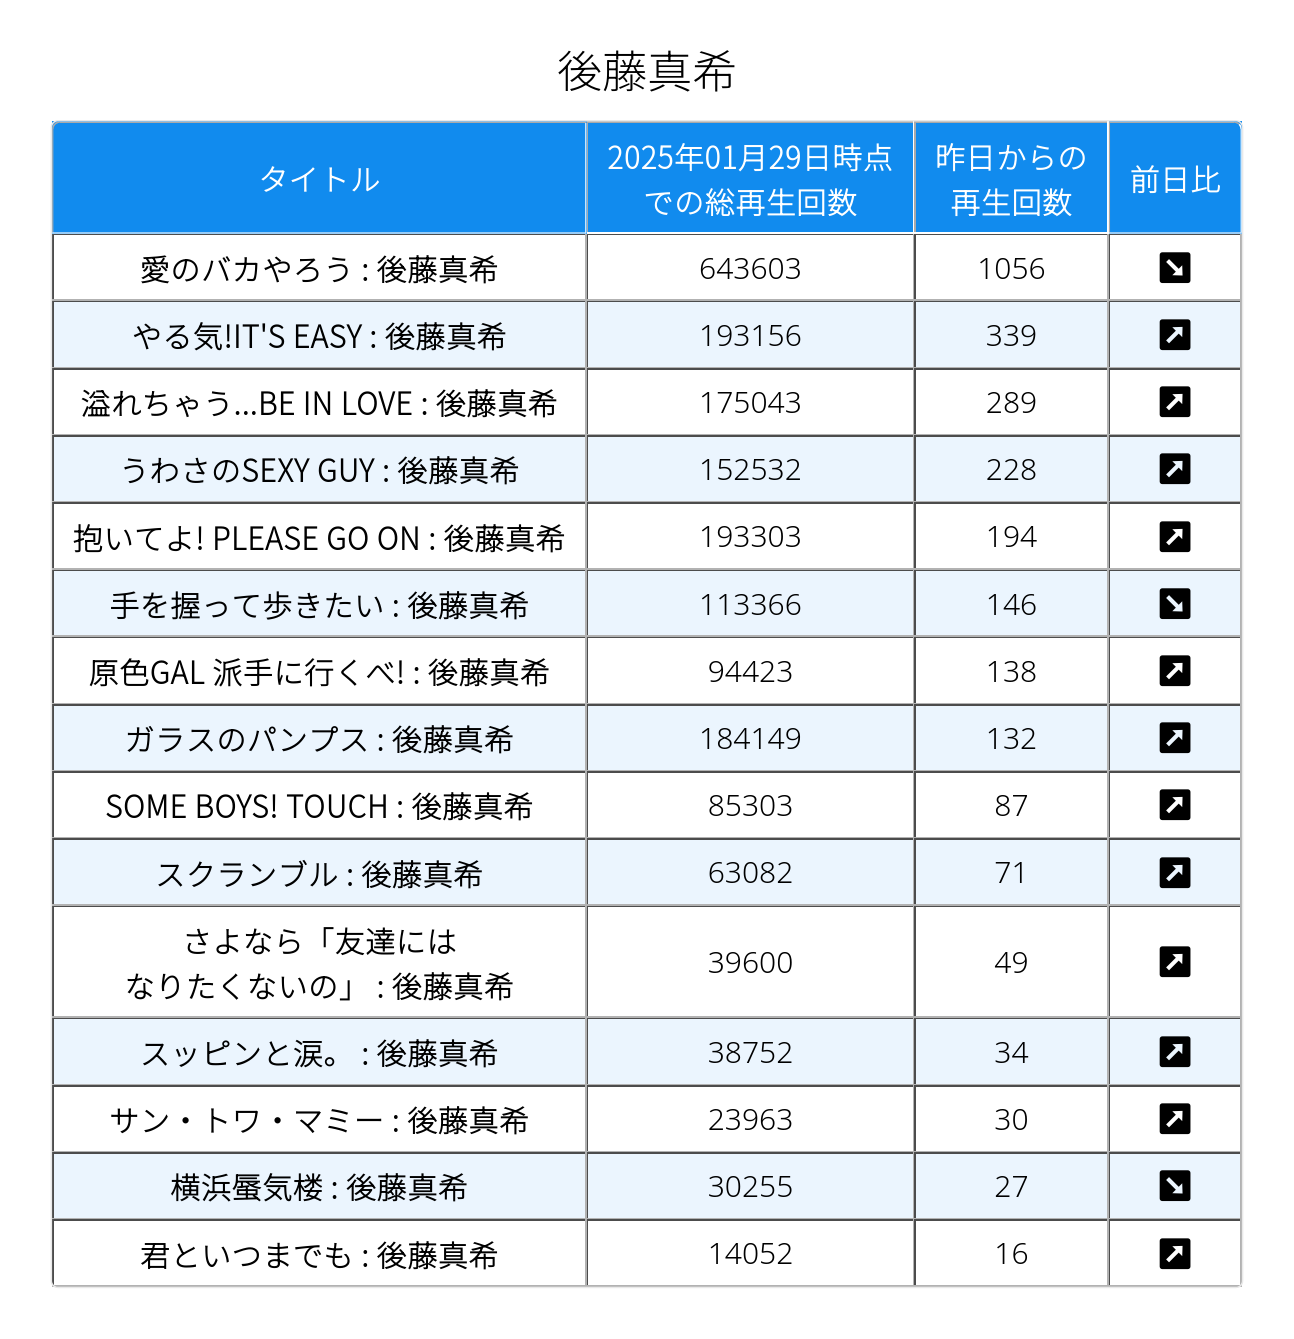 後藤真希
タイトル
2025年01月29日時点
での総再生回数
昨日からの
再生回数
前日比
愛のバカやろう : 後藤真希 643603 1056
やる気!IT'S EASY : 後藤真希 193156 339
溢れちゃう...BE IN LOVE : 後藤真希 175043 289
うわさのSEXY GUY : 後藤真希 152532 228
抱いてよ! PLEASE GO ON : 後藤真希 193303 194
手を握って歩きたい : 後藤真希 113366 146
原色GAL 派手に行くべ! : 後藤真希 94423 138
ガラスのパンプス : 後藤真希 184149 132
SOME BOYS! TOUCH : 後藤真希 85303 87
スクランブル : 後藤真希 63082 71
さよなら「友達には
なりたくないの」 : 後藤真希 39600 49
スッピンと涙。 : 後藤真希 38752 34
サン・トワ・マミー : 後藤真希 23963 30
横浜蜃気楼 : 後藤真希 30255 27
君といつまでも : 後藤真希 14052 16